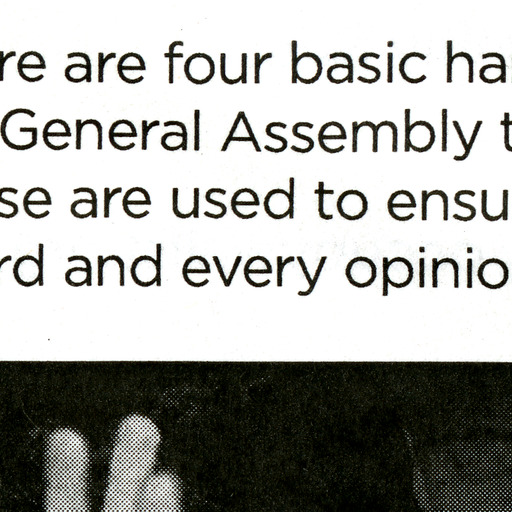 re are four basic ha
General Assembly t
se are used to ensu
rd and every opinio